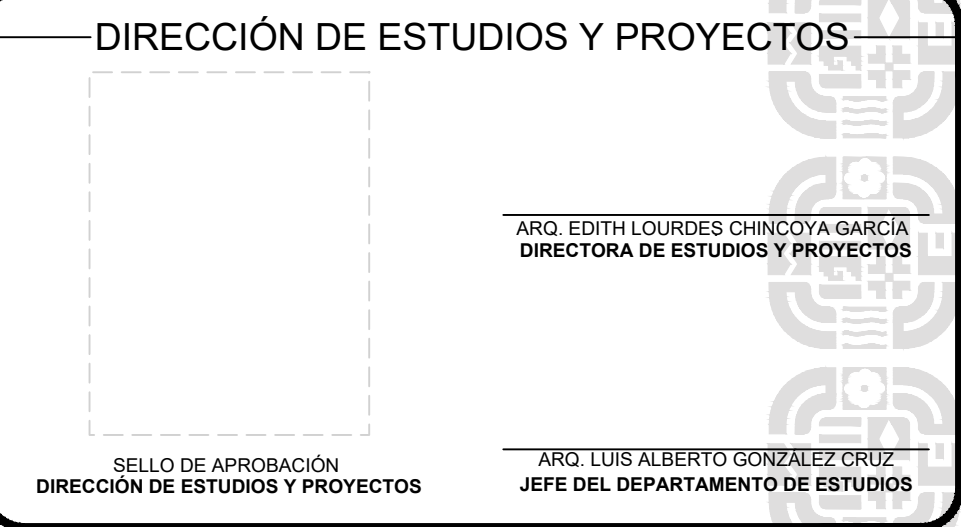 DIRECCIÓN DE ESTUDIOS Y PROYECTOS
ARQ. EDITH LOURDES CHINCOYA GARCÍA
DIRECTORA DE ESTUDIOS Y PROYECTOS
SELLO DE APROBACIÓN
DIRECCIÓN DE ESTUDIOS Y PROYECTOS
ARQ. LUIS ALBERTO GONZÁLEZ CRUZ
JEFE DEL DEPARTAMENTO DE ESTUDIOS